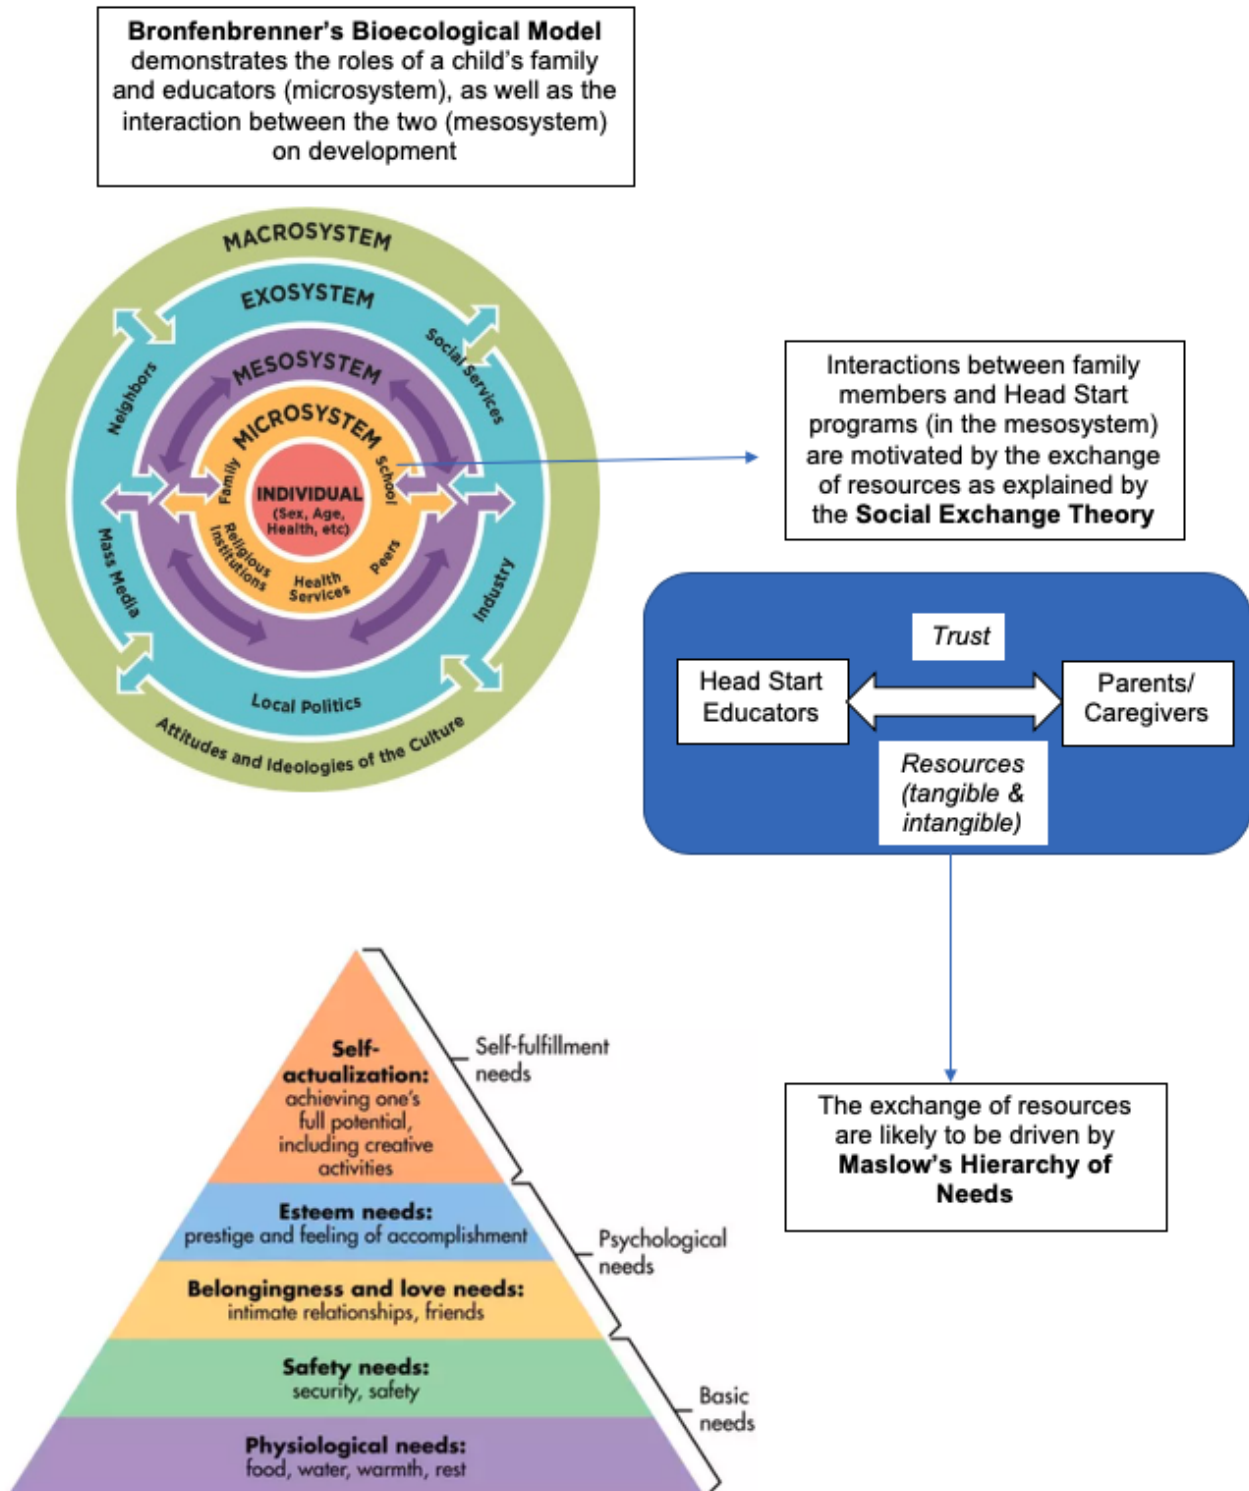 Bronfenbrenner’s Bioecological Model
demonstrates the roles of a child’s family
and educators (microsystem), as well as the
interaction between the two (mesosystem)
on development
MACROSYSTEM
EXOSYSTEM
MESOSYSTEM
MICROSYSTEM
INDIVIDUAL
(Sex, Age,
Health, etc)
Family
School
Religious
Institutions
Health
Services
Peers
Neighbors
Social Services
Mass Media
Industry
Local Politics
Attitudes and Ideologies of the Culture
Interactions between family
members and Head Start
programs (in the mesosystem)
are motivated by the exchange
of resources as explained by
the Social Exchange Theory
Trust
Head Start
Educators
Parents/
Caregivers
Resources
(tangible &
intangible)
The exchange of resources
are likely to be driven by
Maslow’s Hierarchy of
Needs
Self-
actualization:
achieving one’s
full potential,
including creative
activities
Self-fulfillment
needs
Esteem needs:
prestige and feeling of accomplishment
Psychological
needs
Belongingness and love needs:
intimate relationships, friends
Safety needs:
security, safety
Basic
needs
Physiological needs:
food, water, warmth, rest